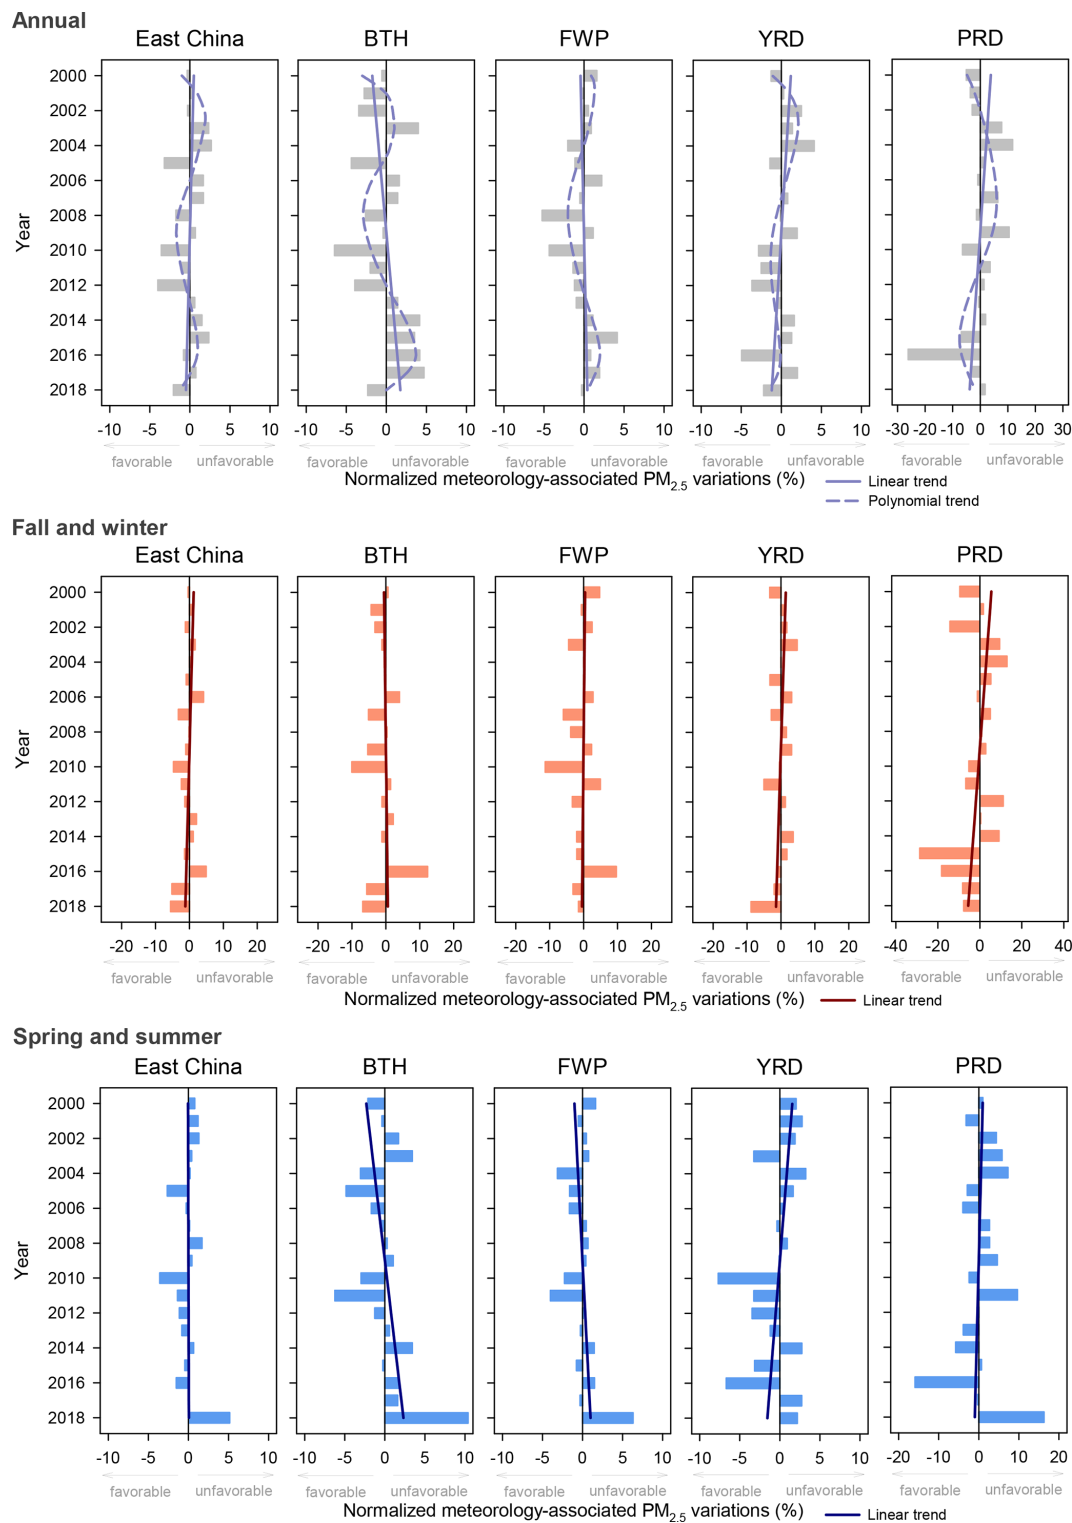 Annual
East China BTH FWP YRD PRD
Year
2000
2002
2004
2006
2008
2010
2012
2014
2016
2018
-10 -5 0 5 10 -10 -5 0 5 10 -10 -5 0 5 10 -10 -5 0 5 10 -30 -20 -10 0 10 20 30
favorable unfavorable favorable unfavorable favorable unfavorable favorable unfavorable favorable unfavorable
Normalized meteorology-associated PM2.5 variations (%)
Linear trend
Polynomial trend
Fall and winter
East China BTH FWP YRD PRD
Year
2000
2002
2004
2006
2008
2010
2012
2014
2016
2018
-20 -10 0 10 20 -20 -10 0 10 20 -20 -10 0 10 20 -20 -10 0 10 20 -40 -20 0 20 40
favorable unfavorable favorable unfavorable favorable unfavorable favorable unfavorable favorable unfavorable
Normalized meteorology-associated PM2.5 variations (%) Linear trend
Spring and summer
East China BTH FWP YRD PRD
Year
2000
2002
2004
2006
2008
2010
2012
2014
2016
2018
-10 -5 0 5 10 -10 -5 0 5 10 -10 -5 0 5 10 -10 -5 0 5 10 -20 -10 0 10 20
favorable unfavorable favorable unfavorable favorable unfavorable favorable unfavorable favorable unfavorable
Normalized meteorology-associated PM2.5 variations (%) Linear trend